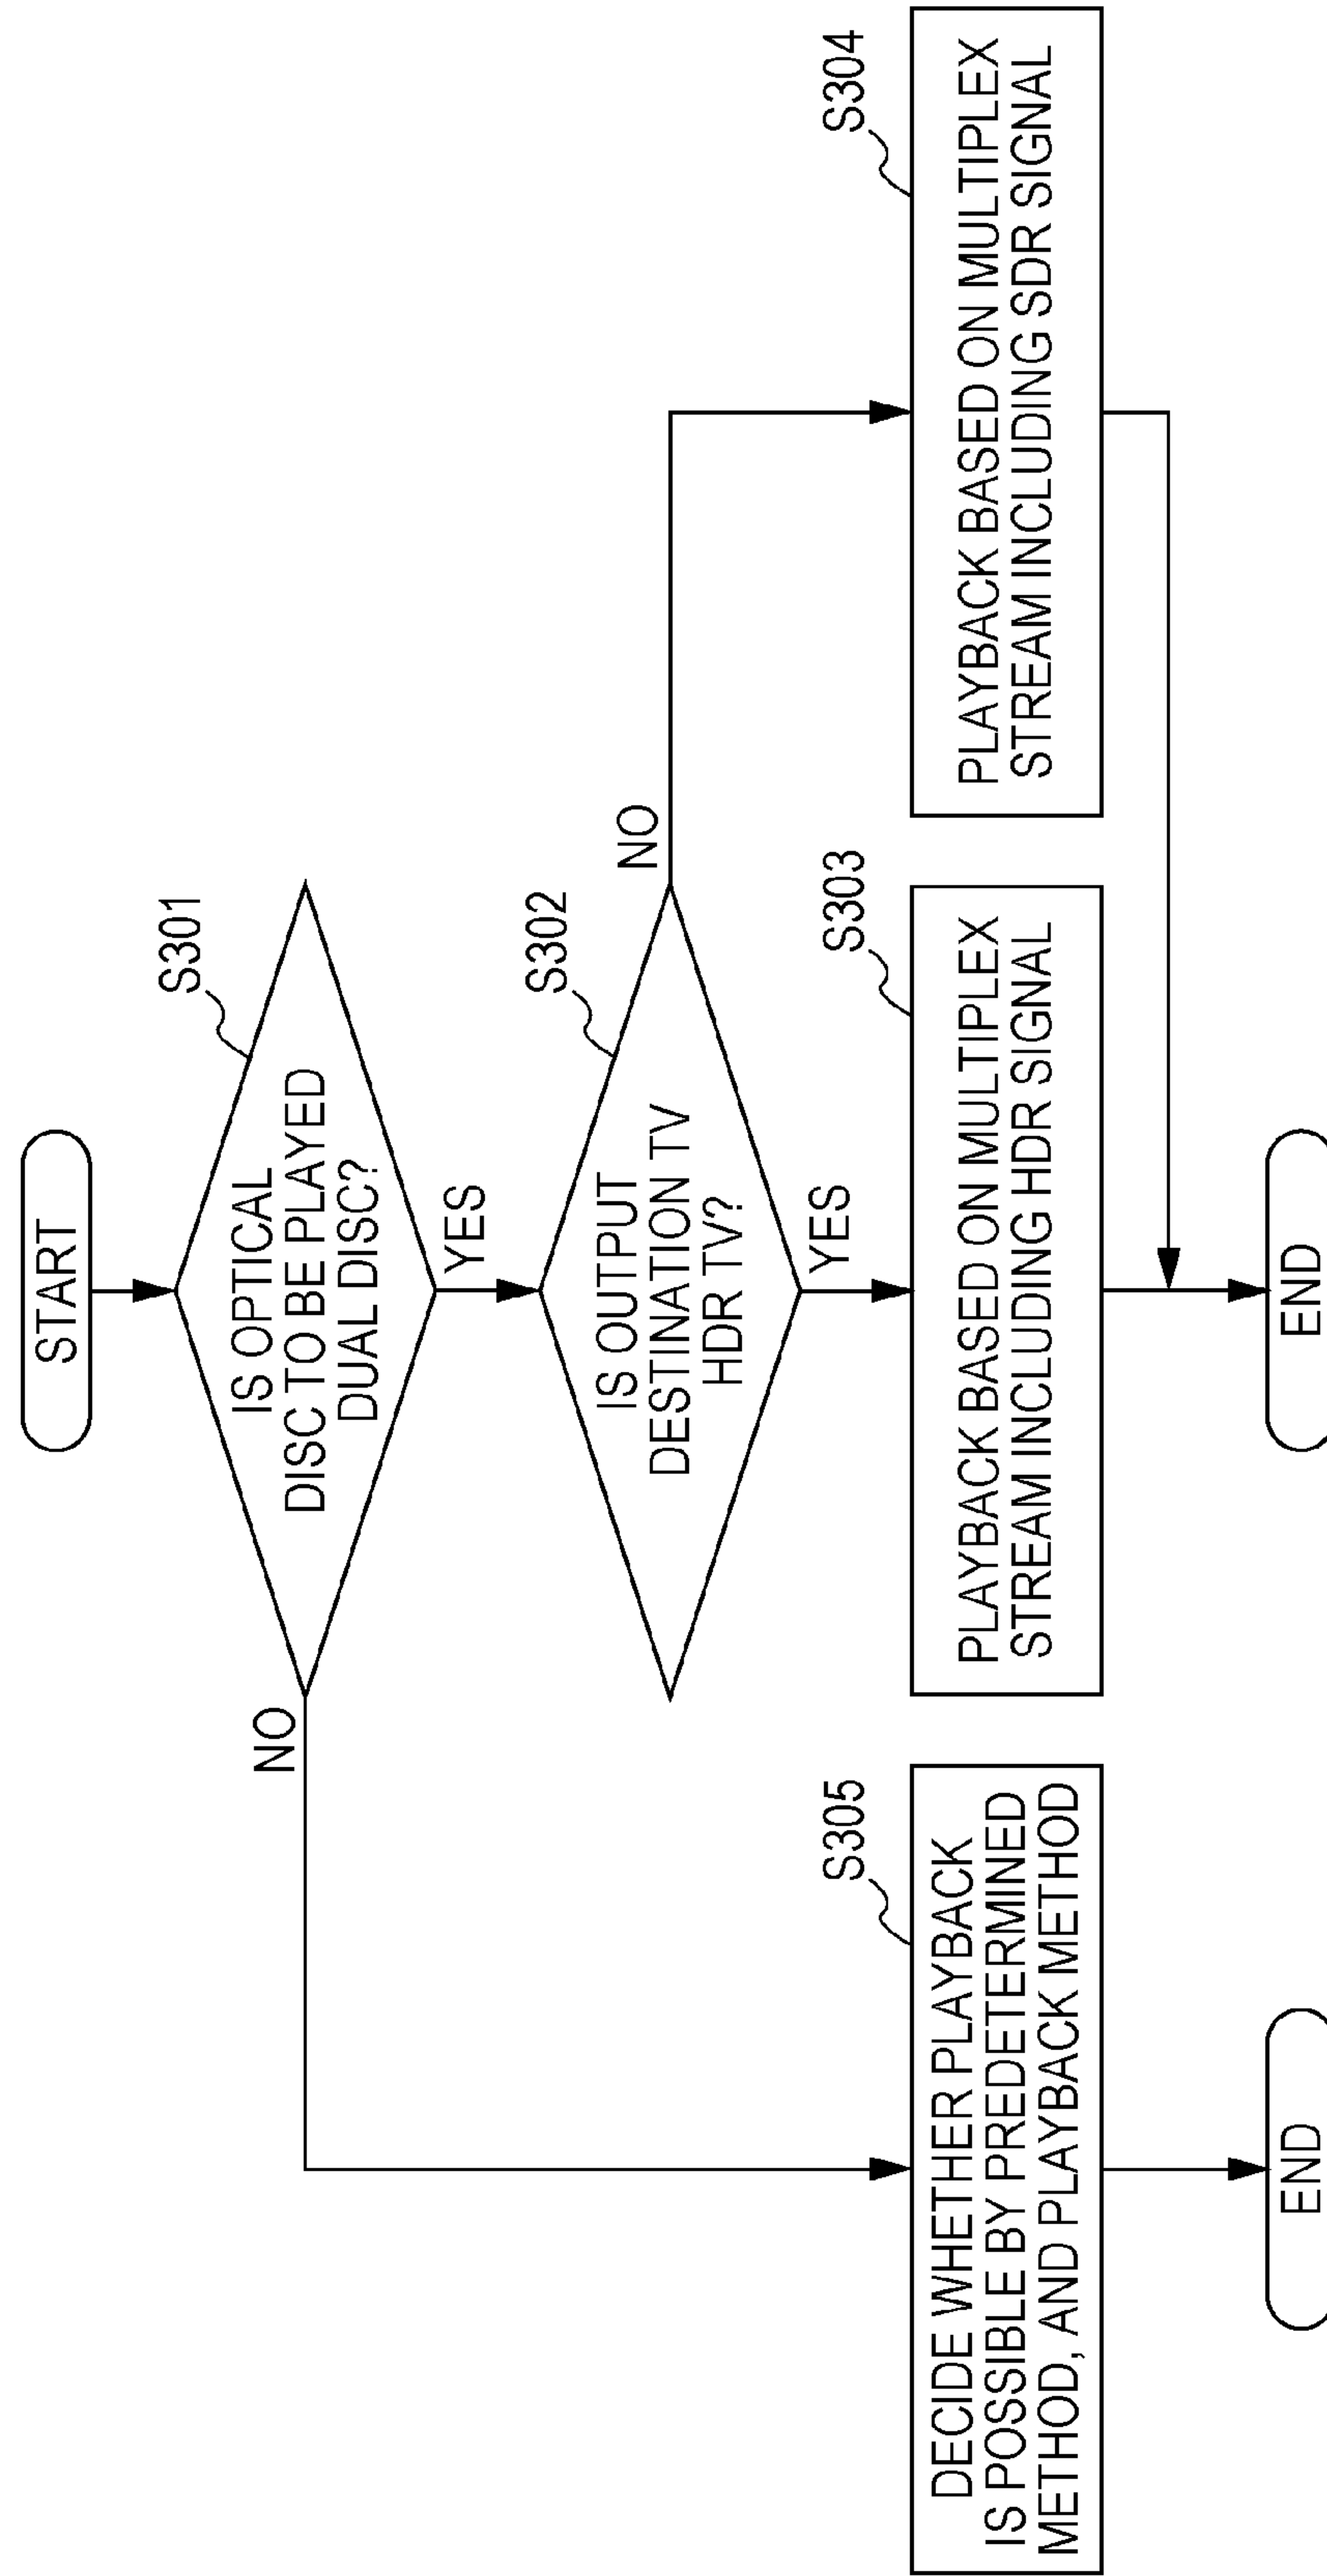 START
S301
IS OPTICAL
DISC TO BE PLAYED
DUAL DISC?
NO
YES
S302
IS OUTPUT
DESTINATION TV
HDR TV?
NO
YES
S305
DECIDE WHETHER PLAYBACK
IS POSSIBLE BY PREDETERMINED
METHOD, AND PLAYBACK METHOD
S303
PLAYBACK BASED ON MULTIPLEX
STREAM INCLUDING HDR SIGNAL
S304
PLAYBACK BASED ON MULTIPLEX
STREAM INCLUDING SDR SIGNAL
END
END